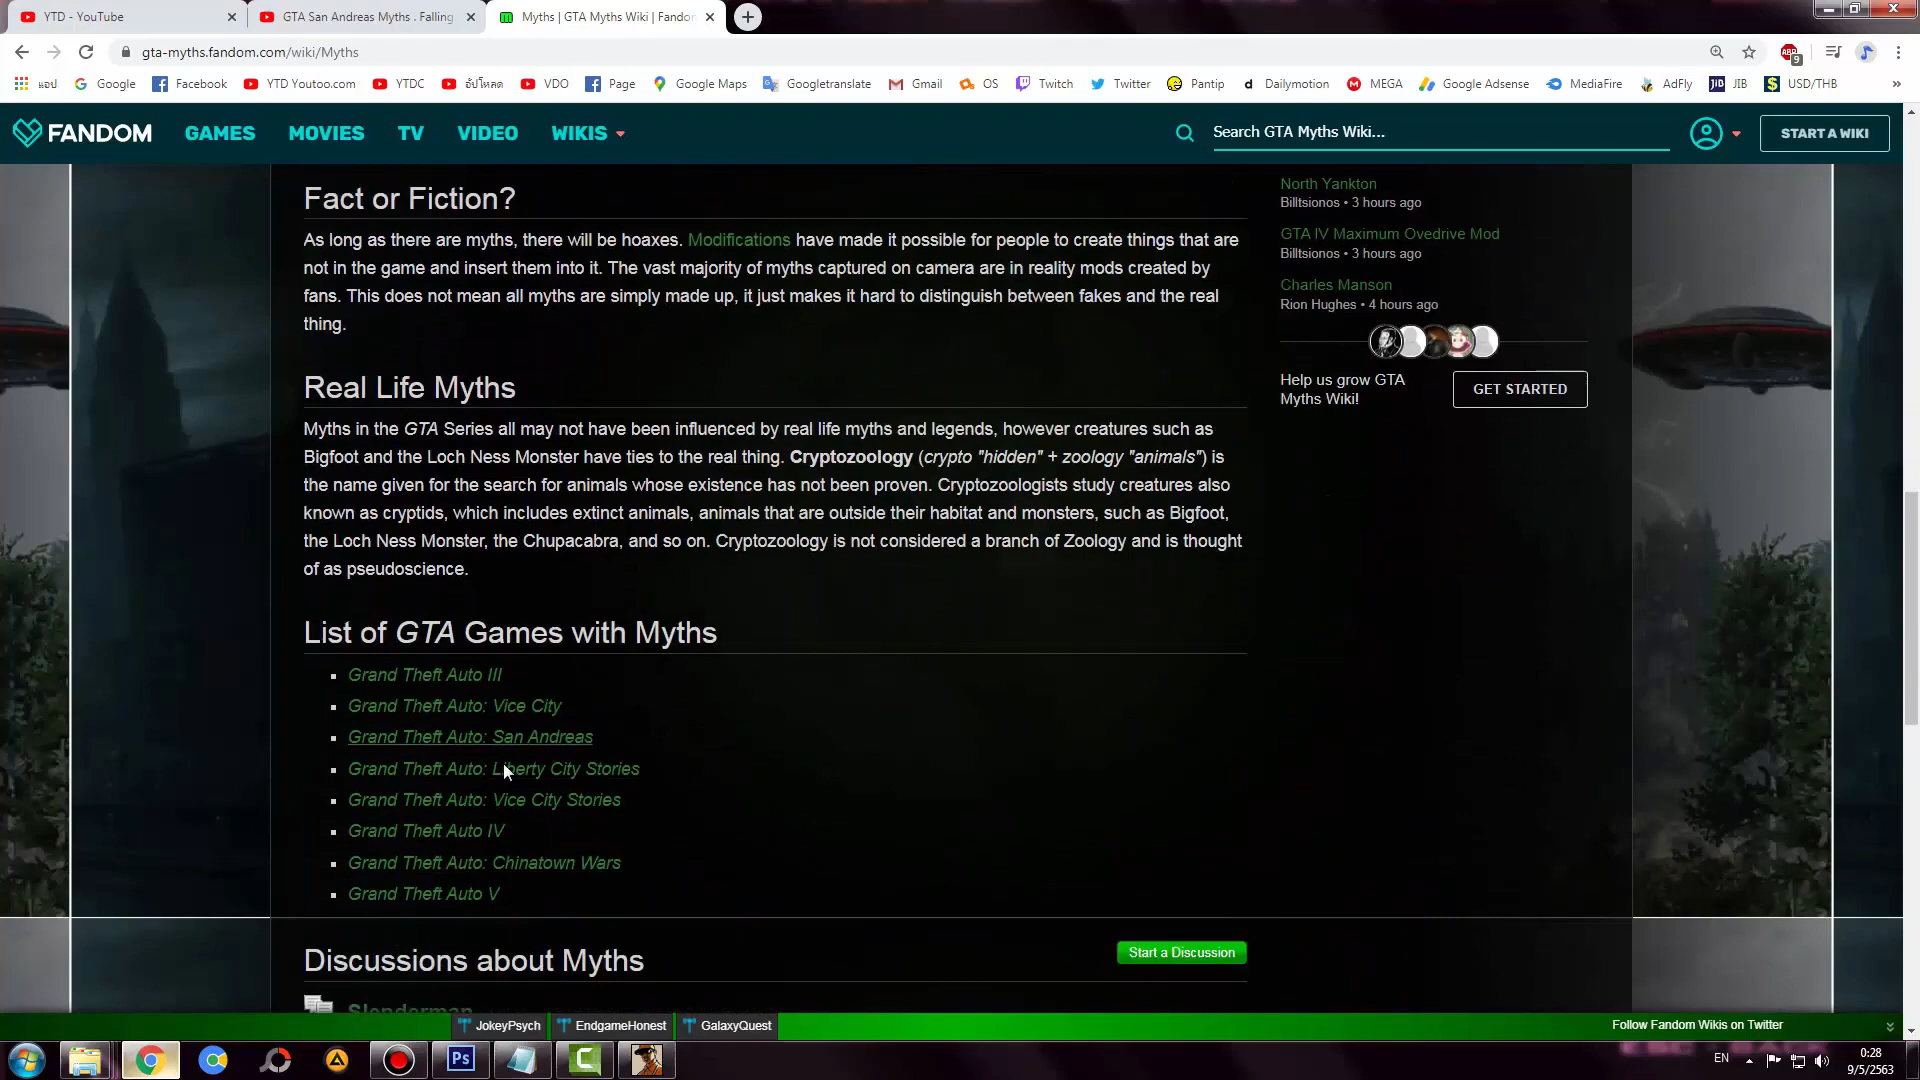 YTD - YouTube
GTA San Andreas Myths . Falling
Myths | GTA Myths Wiki | Fandom
gta-myths.fandom.com/wiki/Myths
ABP
9
แอป
Google
Facebook
YTD Youtoo.com
YTDC
อัปโหลด
VDO
Page
Google Maps
Googletranslate
Gmail
OS
Twitch
Twitter
Pantip
Dailymotion
MEGA
Google Adsense
MediaFire
AdFly
JIB
USD/THB
FANDOM
GAMES
MOVIES
TV
VIDEO
WIKIS
Search GTA Myths Wiki...
START A WIKI
Fact or Fiction?
As long as there are myths, there will be hoaxes. Modifications have made it possible for people to create things that are
not in the game and insert them into it. The vast majority of myths captured on camera are in reality mods created by
fans. This does not mean all myths are simply made up, it just makes it hard to distinguish between fakes and the real
thing.
Real Life Myths
Myths in the GTA Series all may not have been influenced by real life myths and legends, however creatures such as
Bigfoot and the Loch Ness Monster have ties to the real thing. Cryptozoology (crypto "hidden" + zoology "animals") is
the name given for the search for animals whose existence has not been proven. Cryptozoologists study creatures also
known as cryptids, which includes extinct animals, animals that are outside their habitat and monsters, such as Bigfoot,
the Loch Ness Monster, the Chupacabra, and so on. Cryptozoology is not considered a branch of Zoology and is thought
of as pseudoscience.
List of GTA Games with Myths
Grand Theft Auto III
Grand Theft Auto: Vice City
Grand Theft Auto: San Andreas
Grand Theft Auto: Liberty City Stories
Grand Theft Auto: Vice City Stories
Grand Theft Auto IV
Grand Theft Auto: Chinatown Wars
Grand Theft Auto V
Discussions about Myths
Start a Discussion
Slenderman
North Yankton
Billtsionos • 3 hours ago
GTA IV Maximum Ovedrive Mod
Billtsionos • 3 hours ago
Charles Manson
Rion Hughes • 4 hours ago
Help us grow GTA
Myths Wiki!
GET STARTED
JokeyPsych
EndgameHonest
GalaxyQuest
Follow Fandom Wikis on Twitter
Ps
EN
0:28
9/5/2563